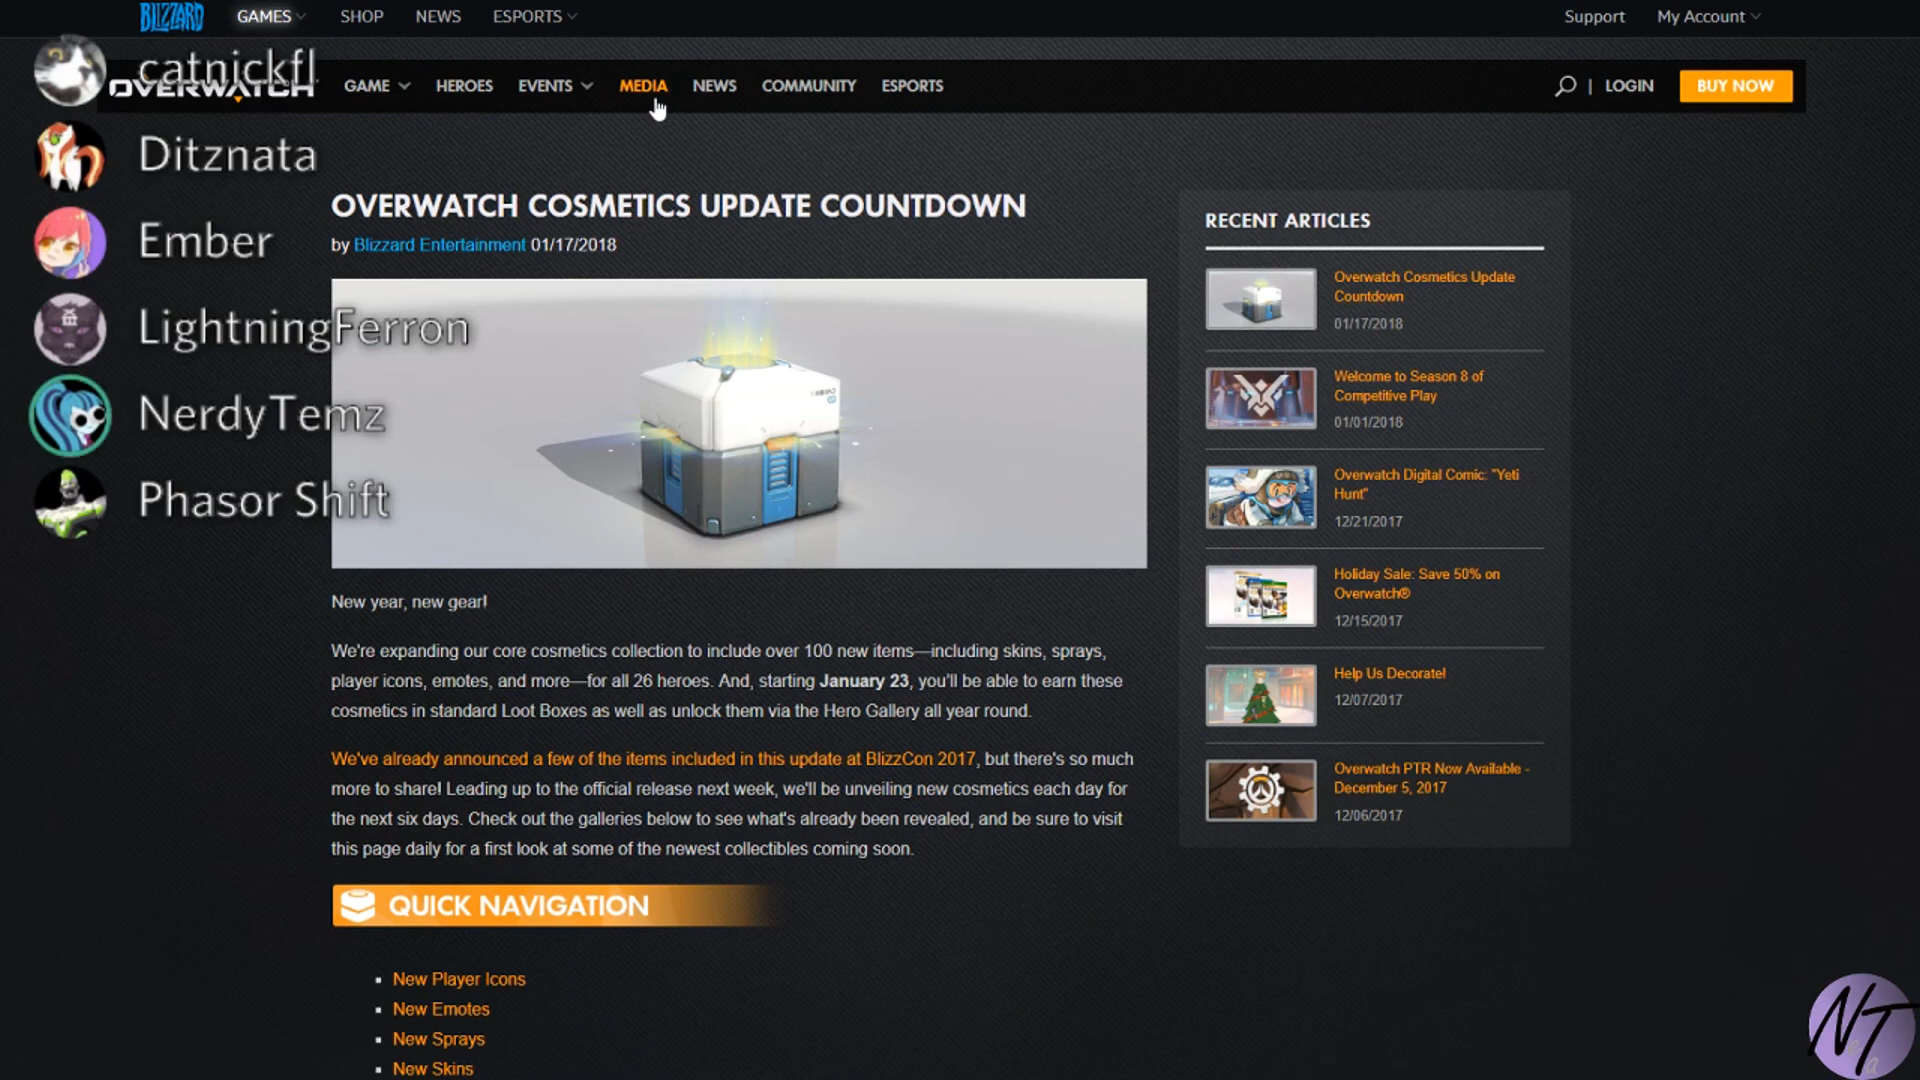 BLIZZARD GAMES SHOP NEWS ESPORTS Support My Account
catnickfl
OVERWATCH GAME HEROES EVENTS MEDIA NEWS COMMUNITY ESPORTS | LOGIN BUY NOW
Ditznata
Ember
LightningFerron
NerdyTemz
Phasor Shift
OVERWATCH COSMETICS UPDATE COUNTDOWN
by Blizzard Entertainment 01/17/2018
New year, new gear!
We're expanding our core cosmetics collection to include over 100 new items—including skins, sprays,
player icons, emotes, and more—for all 26 heroes. And, starting January 23, you'll be able to earn these
cosmetics in standard Loot Boxes as well as unlock them via the Hero Gallery all year round.
We've already announced a few of the items included in this update at BlizzCon 2017, but there's so much
more to share! Leading up to the official release next week, we'll be unveiling new cosmetics each day for
the next six days. Check out the galleries below to see what's already been revealed, and be sure to visit
this page daily for a first look at some of the newest collectibles coming soon.
QUICK NAVIGATION
▪ New Player Icons
▪ New Emotes
▪ New Sprays
▪ New Skins
RECENT ARTICLES
Overwatch Cosmetics Update
Countdown
01/17/2018
Welcome to Season 8 of
Competitive Play
01/01/2018
Overwatch Digital Comic: "Yeti
Hunt"
12/21/2017
Holiday Sale: Save 50% on
Overwatch®
12/15/2017
Help Us Decorate!
12/07/2017
Overwatch PTR Now Available -
December 5, 2017
12/06/2017
NT